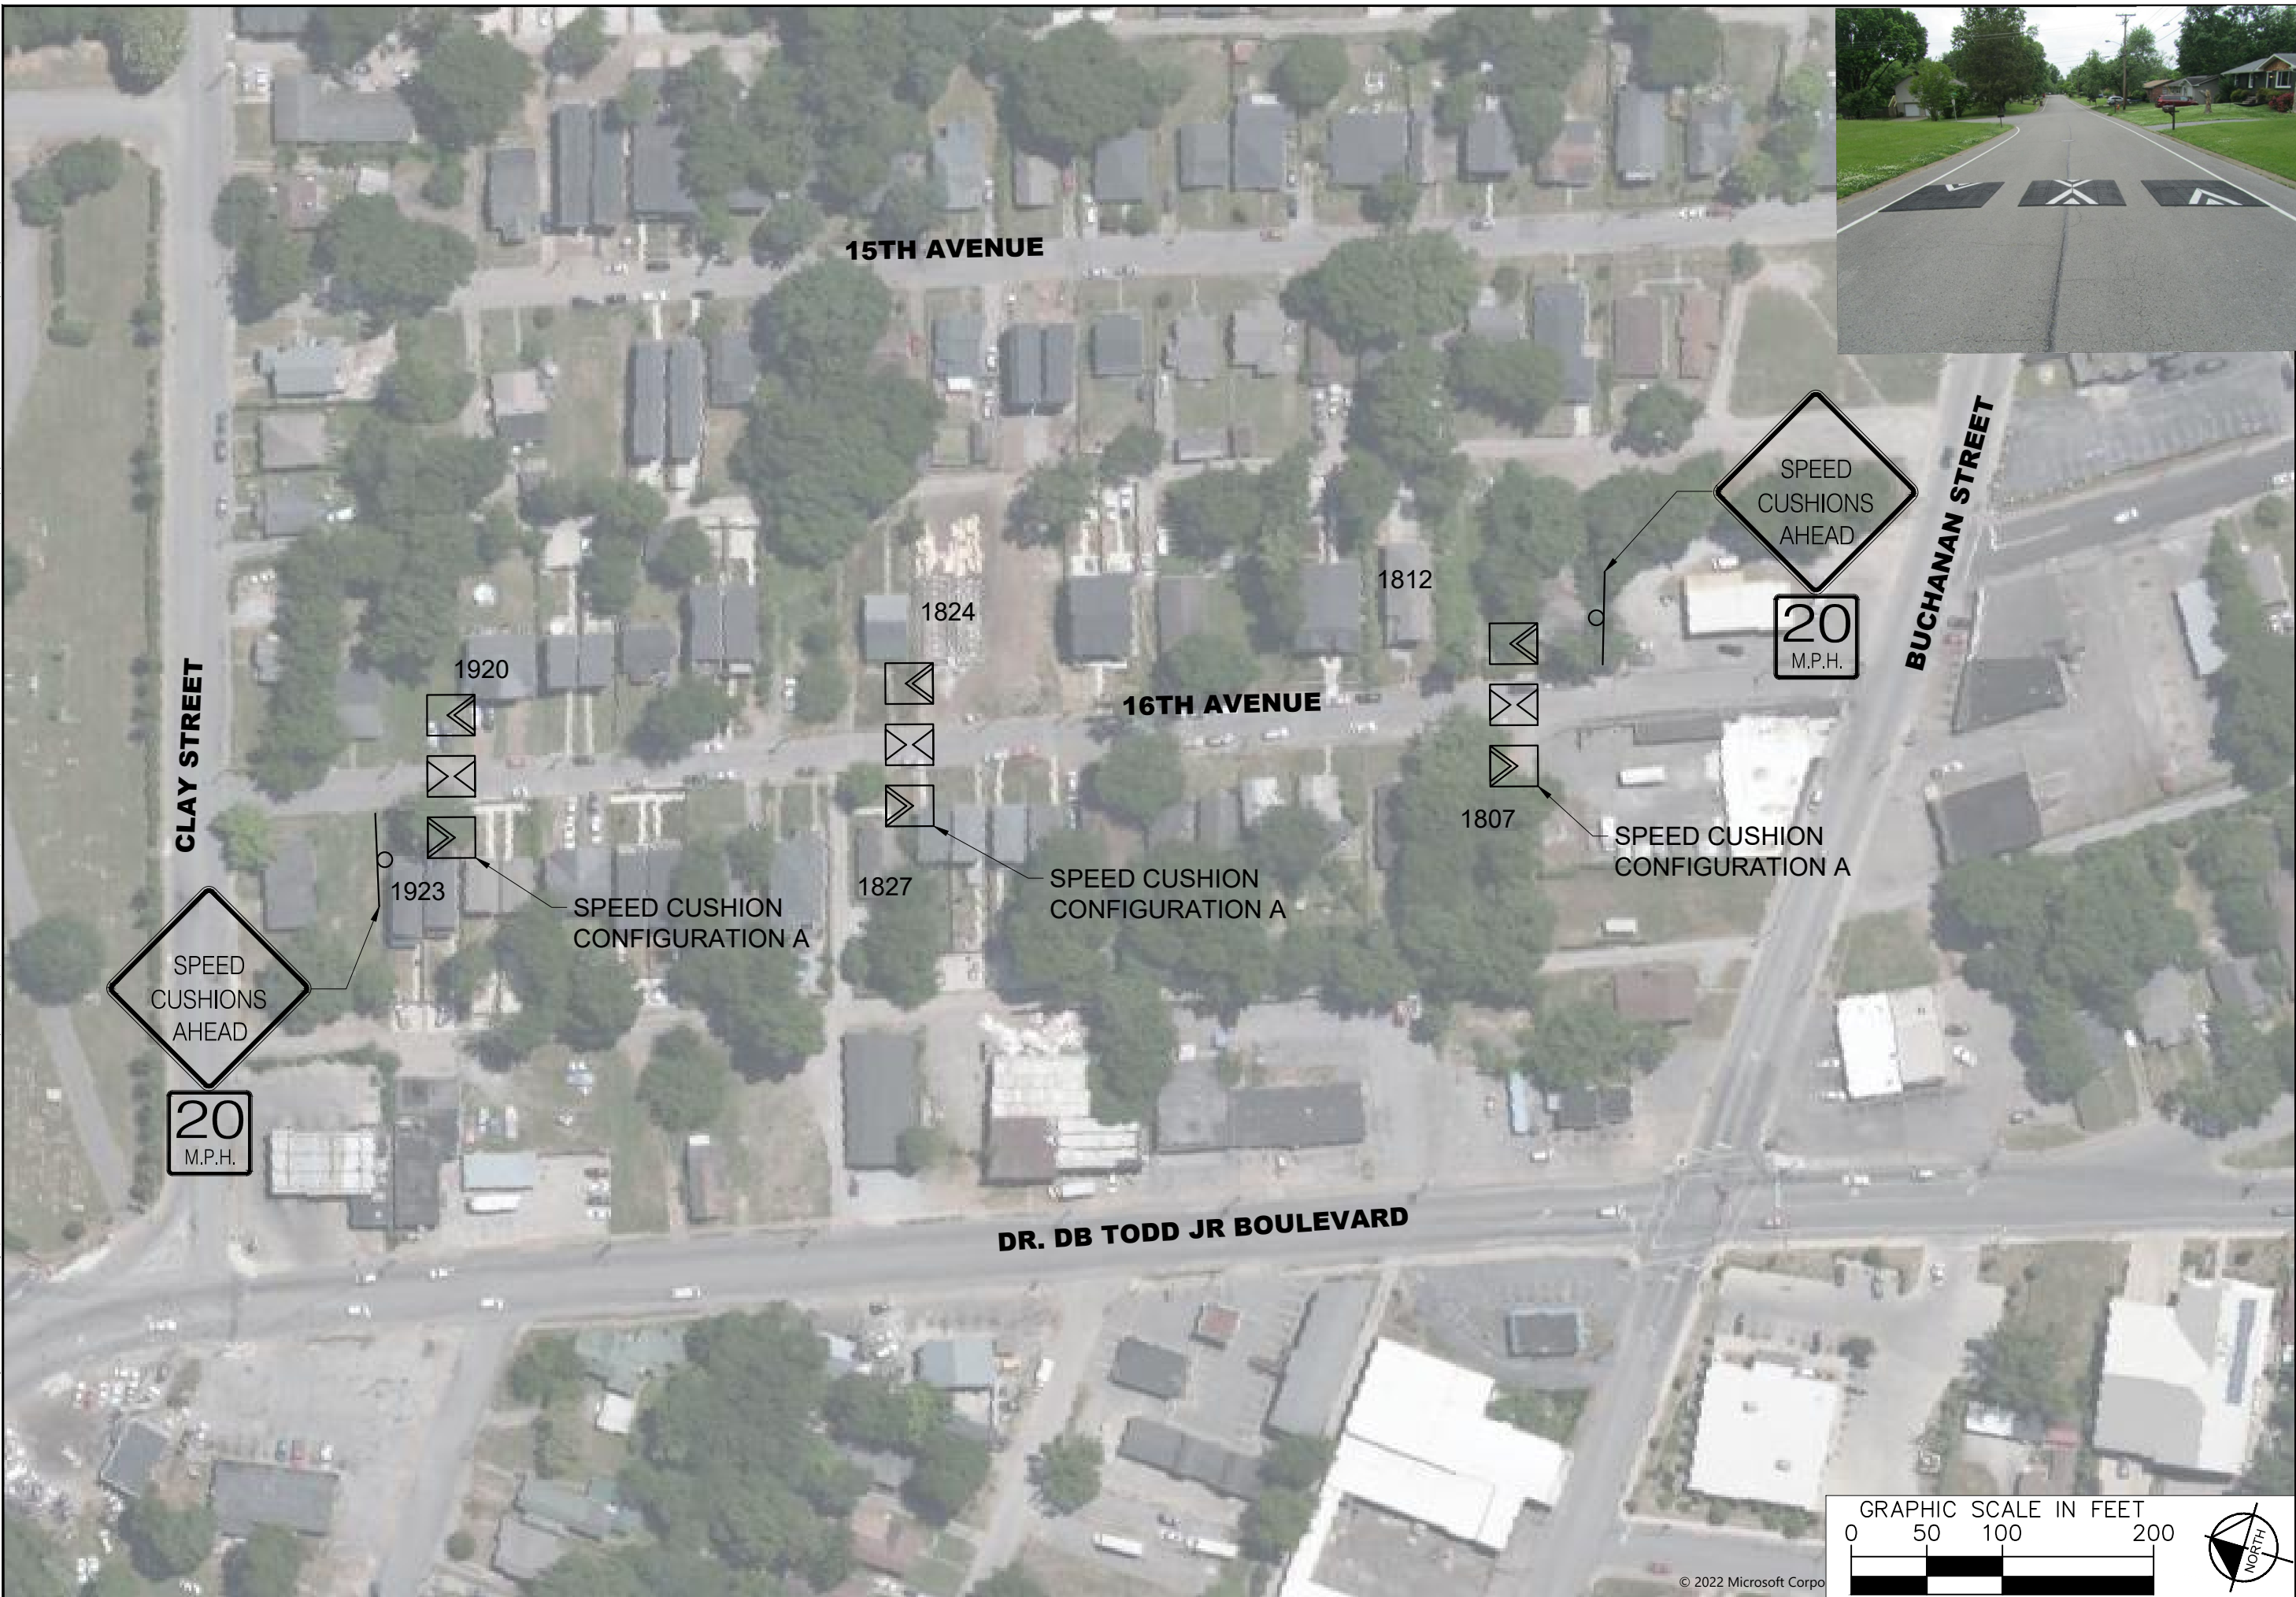 15TH AVENUE
SPEED
CUSHIONS
AHEAD
20
M.P.H.
BUCHANAN STREET
1812
1824
1920
16TH AVENUE
CLAY STREET
1807
SPEED CUSHION
CONFIGURATION A
1827
SPEED CUSHION
CONFIGURATION A
1923
SPEED CUSHION
CONFIGURATION A
SPEED
CUSHIONS
AHEAD
20
M.P.H.
DR. DB TODD JR BOULEVARD
GRAPHIC SCALE IN FEET
0 50 100 200
NORTH
© 2022 Microsoft Corpo